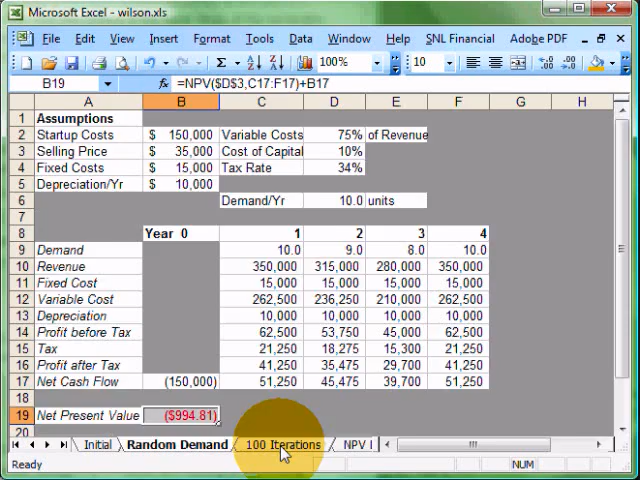 Microsoft Excel - wilson.xls
File Edit View Insert Format Tools Data Window Help
SNL Financial Adobe PDF
100% 10
B19 fx =NPV($D$3,C17:F17)+B17
A B C D E F G H
1 Assumptions
2 Startup Costs $ 150,000 Variable Costs 75% of Revenue
3 Selling Price $ 35,000 Cost of Capital 10%
4 Fixed Costs $ 15,000 Tax Rate 34%
5 Depreciation/Yr $ 10,000
6 Demand/Yr 10.0 units
7
8 Year 0 1 2 3 4
9 Demand 10.0 9.0 8.0 10.0
10 Revenue 350,000 315,000 280,000 350,000
11 Fixed Cost 15,000 15,000 15,000 15,000
12 Variable Cost 262,500 236,250 210,000 262,500
13 Depreciation 10,000 10,000 10,000 10,000
14 Profit before Tax 62,500 53,750 45,000 62,500
15 Tax 21,250 18,275 15,300 21,250
16 Profit after Tax 41,250 35,475 29,700 41,250
17 Net Cash Flow (150,000) 51,250 45,475 39,700 51,250
18
19 Net Present Value ($994.81)
20
Initial Random Demand 100 Iterations NPV
Ready NUM